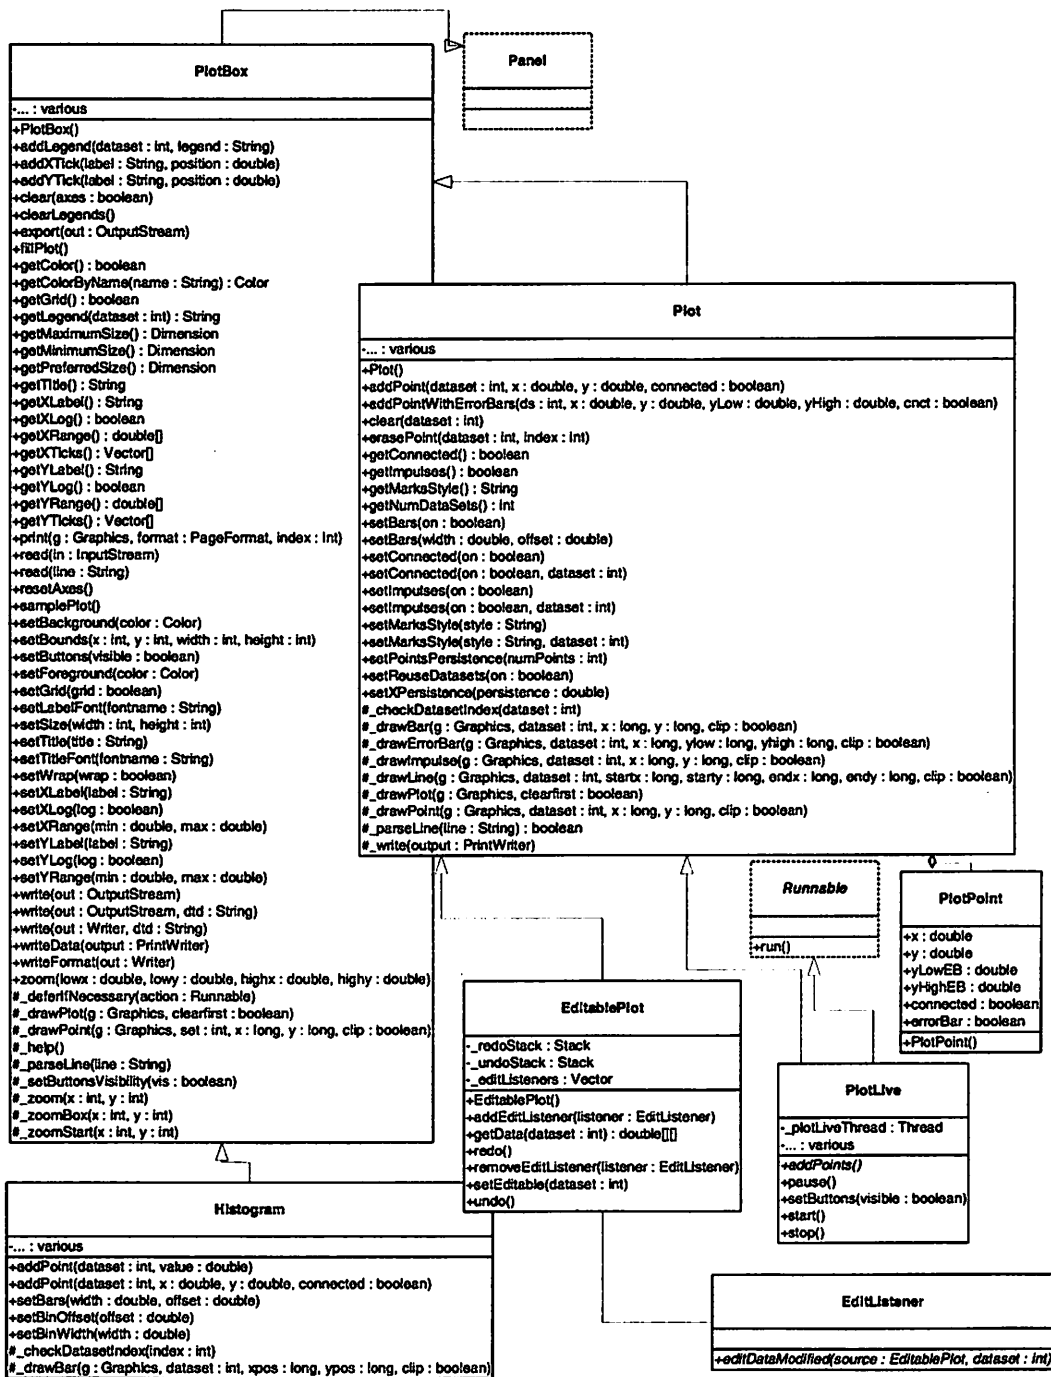 PlotBox
-... : various
+PlotBox()
+addLegend(dataset : int, legend : String)
+addXTick(label : String, position : double)
+addYTick(label : String, position : double)
+clear(axes : boolean)
+clearLegends()
+export(out : OutputStream)
+fillPlot()
+getColor() : boolean
+getColorByName(name : String) : Color
+getGrid() : boolean
+getLegend(dataset : int) : String
+getMaximumSize() : Dimension
+getMinimumSize() : Dimension
+getPreferredSize() : Dimension
+getTitle() : String
+getXLabel() : String
+getXLog() : boolean
+getXRange() : double[]
+getXTicks() : Vector[]
+getYLabel() : String
+getYLog() : boolean
+getYRange() : double[]
+getYTicks() : Vector[]
+print(g : Graphics, format : PageFormat, index : int)
+read(in : InputStream)
+read(line : String)
+resetAxes()
+samplePlot()
+setBackground(color : Color)
+setBounds(x : int, y : int, width : int, height : int)
+setButtons(visible : boolean)
+setForeground(color : Color)
+setGrid(grid : boolean)
+setLabelFont(fontname : String)
+setSize(width : int, height : int)
+setTitle(title : String)
+setTitleFont(fontname : String)
+setWrap(wrap : boolean)
+setXLabel(label : String)
+setXLog(log : boolean)
+setXRange(min : double, max : double)
+setYLabel(label : String)
+setYLog(log : boolean)
+setYRange(min : double, max : double)
+write(out : OutputStream)
+write(out : OutputStream, dtd : String)
+write(out : Writer, dtd : String)
+writeData(output : PrintWriter)
+writeFormat(out : Writer)
+zoom(lowx : double, lowy : double, highx : double, highy : double)
#_deferIfNecessary(action : Runnable)
#_drawPlot(g : Graphics, clearfirst : boolean)
#_drawPoint(g : Graphics, set : int, x : long, y : long, clip : boolean)
#_help()
#_parseLine(line : String)
#_setButtonsVisibility(vis : boolean)
#_zoom(x : int, y : int)
#_zoomBox(x : int, y : int)
#_zoomStart(x : int, y : int)
Panel
Plot
-... : various
+Plot()
+addPoint(dataset : int, x : double, y : double, connected : boolean)
+addPointWithErrorBars(ds : int, x : double, y : double, yLow : double, yHigh : double, cnct : boolean)
+clear(dataset : int)
+erasePoint(dataset : int, index : int)
+getConnected() : boolean
+getImpulses() : boolean
+getMarksStyle() : String
+getNumDataSets() : int
+setBars(on : boolean)
+setBars(width : double, offset : double)
+setConnected(on : boolean)
+setConnected(on : boolean, dataset : int)
+setImpulses(on : boolean)
+setImpulses(on : boolean, dataset : int)
+setMarksStyle(style : String)
+setMarksStyle(style : String, dataset : int)
+setPointsPersistence(numPoints : int)
+setReuseDatasets(on : boolean)
+setXPersistence(persistence : double)
#_checkDatasetIndex(dataset : int)
#_drawBar(g : Graphics, dataset : int, x : long, y : long, clip : boolean)
#_drawErrorBar(g : Graphics, dataset : int, x : long, ylow : long, yhigh : long, clip : boolean)
#_drawImpulse(g : Graphics, dataset : int, x : long, y : long, clip : boolean)
#_drawLine(g : Graphics, dataset : int, startx : long, starty : long, endx : long, endy : long, clip : boolean)
#_drawPlot(g : Graphics, clearfirst : boolean)
#_drawPoint(g : Graphics, dataset : int, x : long, y : long, clip : boolean)
#_parseLine(line : String) : boolean
#_write(output : PrintWriter)
Runnable
+run()
PlotPoint
+x : double
+y : double
+yLowEB : double
+yHighEB : double
+connected : boolean
+errorBar : boolean
+PlotPoint()
EditablePlot
-_redoStack : Stack
-_undoStack : Stack
-_editListeners : Vector
+EditablePlot()
+addEditListener(listener : EditListener)
+getData(dataset : int) : double[][]
+redo()
+removeEditListener(listener : EditListener)
+setEditable(dataset : int)
+undo()
PlotLive
-_plotLiveThread : Thread
-... : various
+addPoints()
+pause()
+setButtons(visible : boolean)
+start()
+stop()
Histogram
-... : various
+addPoint(dataset : int, value : double)
+addPoint(dataset : int, x : double, y : double, connected : boolean)
+setBars(width : double, offset : double)
+setBinOffset(offset : double)
+setBinWidth(width : double)
#_checkDatasetIndex(index : int)
#_drawBar(g : Graphics, dataset : int, xpos : long, ypos : long, clip : boolean)
EditListener
+editDataModified(source : EditablePlot, dataset : int)